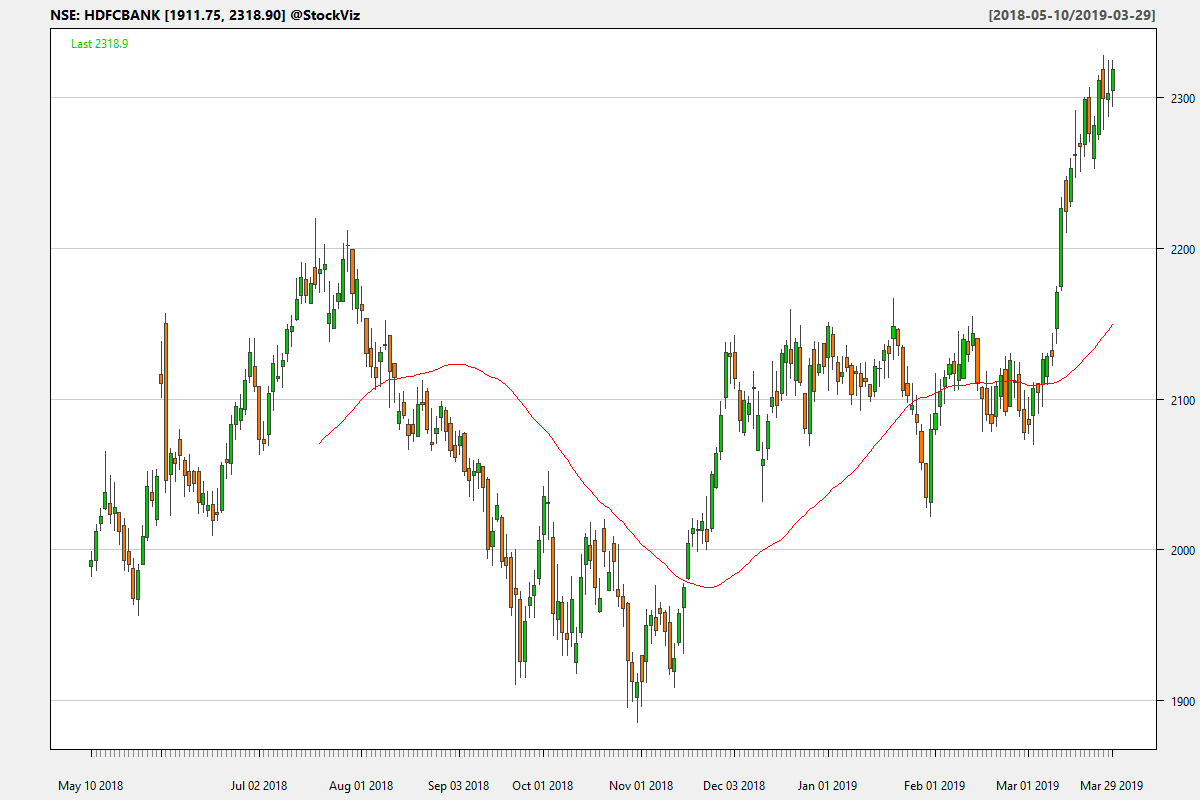 NSE: HDFCBANK [1911.75, 2318.90] @StockViz [2018-05-10/2019-03-29]
Last 2318.9
2300
2200
2100
2000
1900
May 10 2018 Jul 02 2018 Aug 01 2018 Sep 03 2018 Oct 01 2018 Nov 01 2018 Dec 03 2018 Jan 01 2019 Feb 01 2019 Mar 01 2019 Mar 29 2019